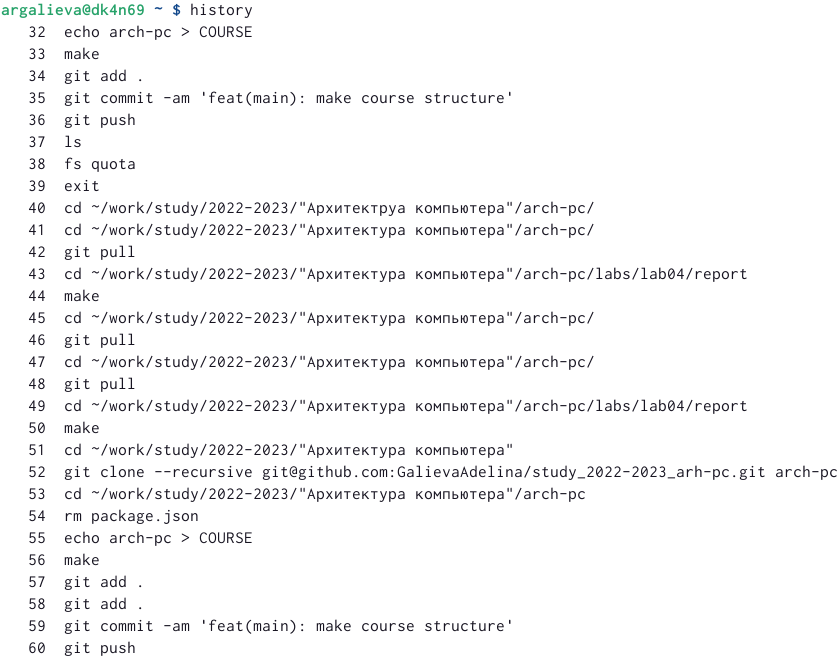 argalieva@dk4n69 ~ $ history
32 echo arch-pc > COURSE
33 make
34 git add .
35 git commit -am 'feat(main): make course structure'
36 git push
37 ls
38 fs quota
39 exit
40 cd ~/work/study/2022-2023/"Архитектруа компьютера"/arch-pc/
41 cd ~/work/study/2022-2023/"Архитектура компьютера"/arch-pc/
42 git pull
43 cd ~/work/study/2022-2023/"Архитектура компьютера"/arch-pc/labs/lab04/report
44 make
45 cd ~/work/study/2022-2023/"Архитектура компьютера"/arch-pc/
46 git pull
47 cd ~/work/study/2022-2023/"Архитектура компьютера"/arch-pc/
48 git pull
49 cd ~/work/study/2022-2023/"Архитектура компьютера"/arch-pc/labs/lab04/report
50 make
51 cd ~/work/study/2022-2023/"Архитектура компьютера"
52 git clone --recursive git@github.com:GalievaAdelina/study_2022-2023_arh-pc.git arch-pc
53 cd ~/work/study/2022-2023/"Архитектура компьютера"/arch-pc
54 rm package.json
55 echo arch-pc > COURSE
56 make
57 git add .
58 git add .
59 git commit -am 'feat(main): make course structure'
60 git push